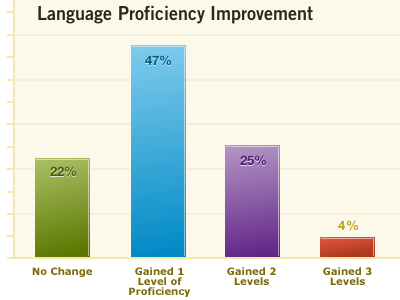 Language Proficiency Improvement
47%
22%
25%
4%
No Change
Gained 1
Level of
Proficiency
Gained 2
Levels
Gained 3
Levels